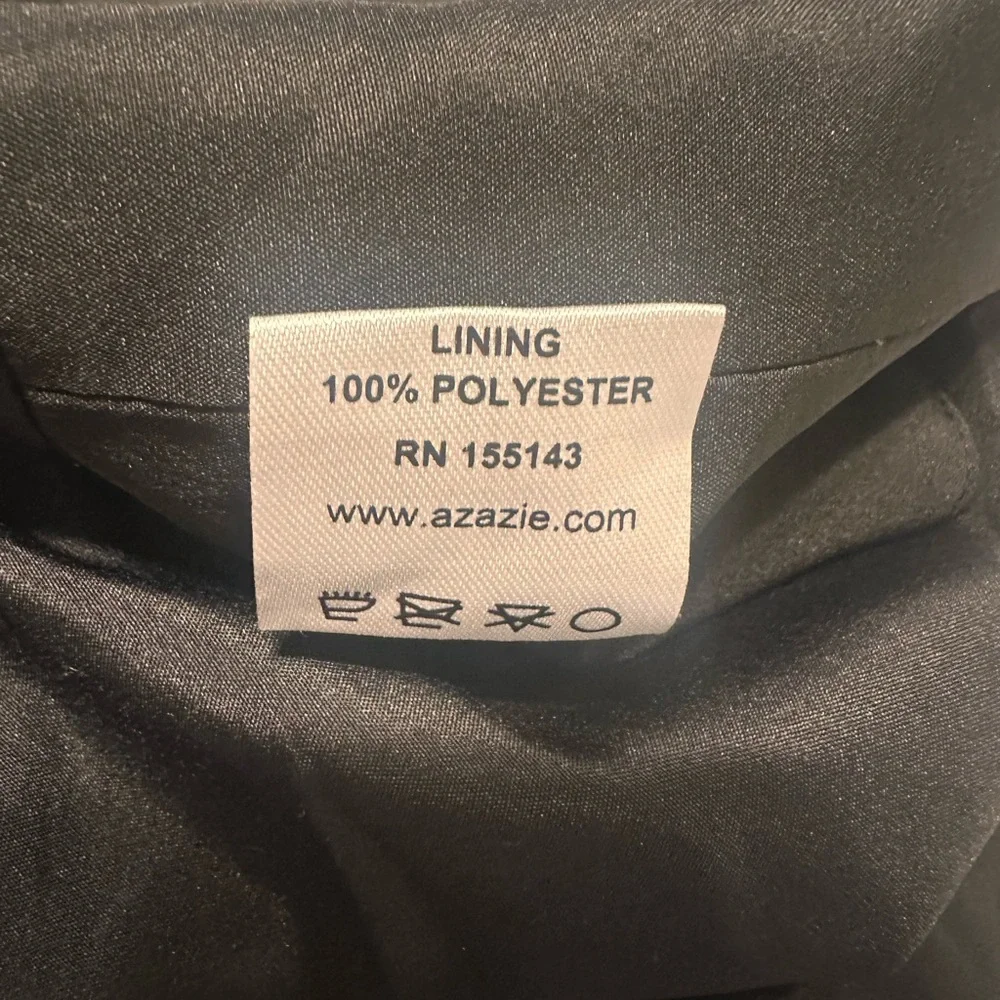 LINING
100% POLYESTER
RN 155143
www.azazie.com